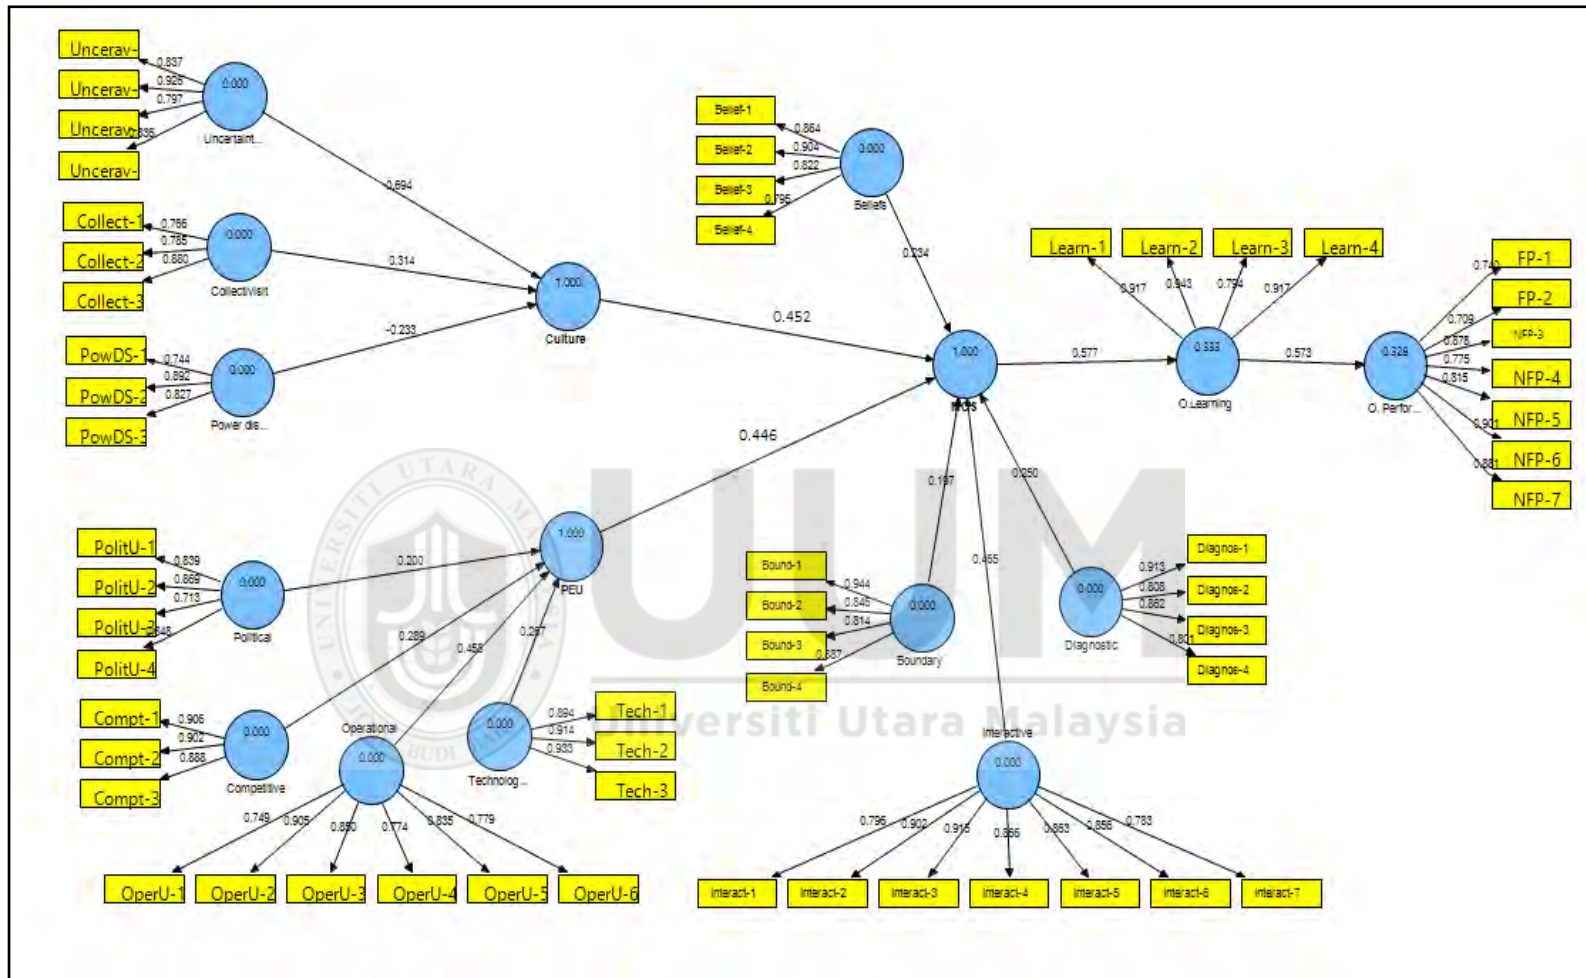 Uncerav-
Uncerav-
Uncerav-
Uncerav-
0.837
0.926
0.797
0.000
Uncertaint...
Collect-1
Collect-2
Collect-3
0.766
0.785
0.880
0.000
Collectivisit
PowDS-1
PowDS-2
PowDS-3
0.744
0.892
0.827
0.000
Power dis...
0.314
-0.233
1.000
Culture
0.452
Belief-1
Belief-2
Belief-3
Belief-4
0.864
0.904
0.822
0.795
0.000
Beliefs
0.234
1.000
0.577
Learn-1
Learn-2
Learn-3
Learn-4
0.917
0.943
0.794
0.917
0.333
O.Learning
0.573
0.328
O. Perfor...
FP-1
FP-2
NFP-3
NFP-4
NFP-5
NFP-6
NFP-7
0.709
0.878
0.775
0.815
0.901
0.881
0.446
PolitU-1
PolitU-2
PolitU-3
PolitU-4
0.839
0.869
0.713
0.000
Political
0.200
1.000
PEU
0.289
0.458
Compt-1
Compt-2
Compt-3
0.906
0.902
0.888
0.000
Competitive
Operational
0.000
0.749
0.905
0.850
0.774
0.835
0.779
OperU-1
OperU-2
OperU-3
OperU-4
OperU-5
OperU-6
0.000
Technolog...
0.894
0.914
0.933
Tech-1
Tech-2
Tech-3
Bound-1
Bound-2
Bound-3
Bound-4
0.944
0.845
0.814
0.000
Boundary
0.197
0.250
0.000
Diagnostic
0.913
0.808
0.862
0.801
Diagnos-1
Diagnos-2
Diagnos-3
Diagnos-4
Interactive
0.000
0.796
0.902
0.915
0.866
0.863
0.856
0.783
Interact-1
Interact-2
Interact-3
Interact-4
Interact-5
Interact-6
Interact-7
UUM
Universiti Utara Malaysia